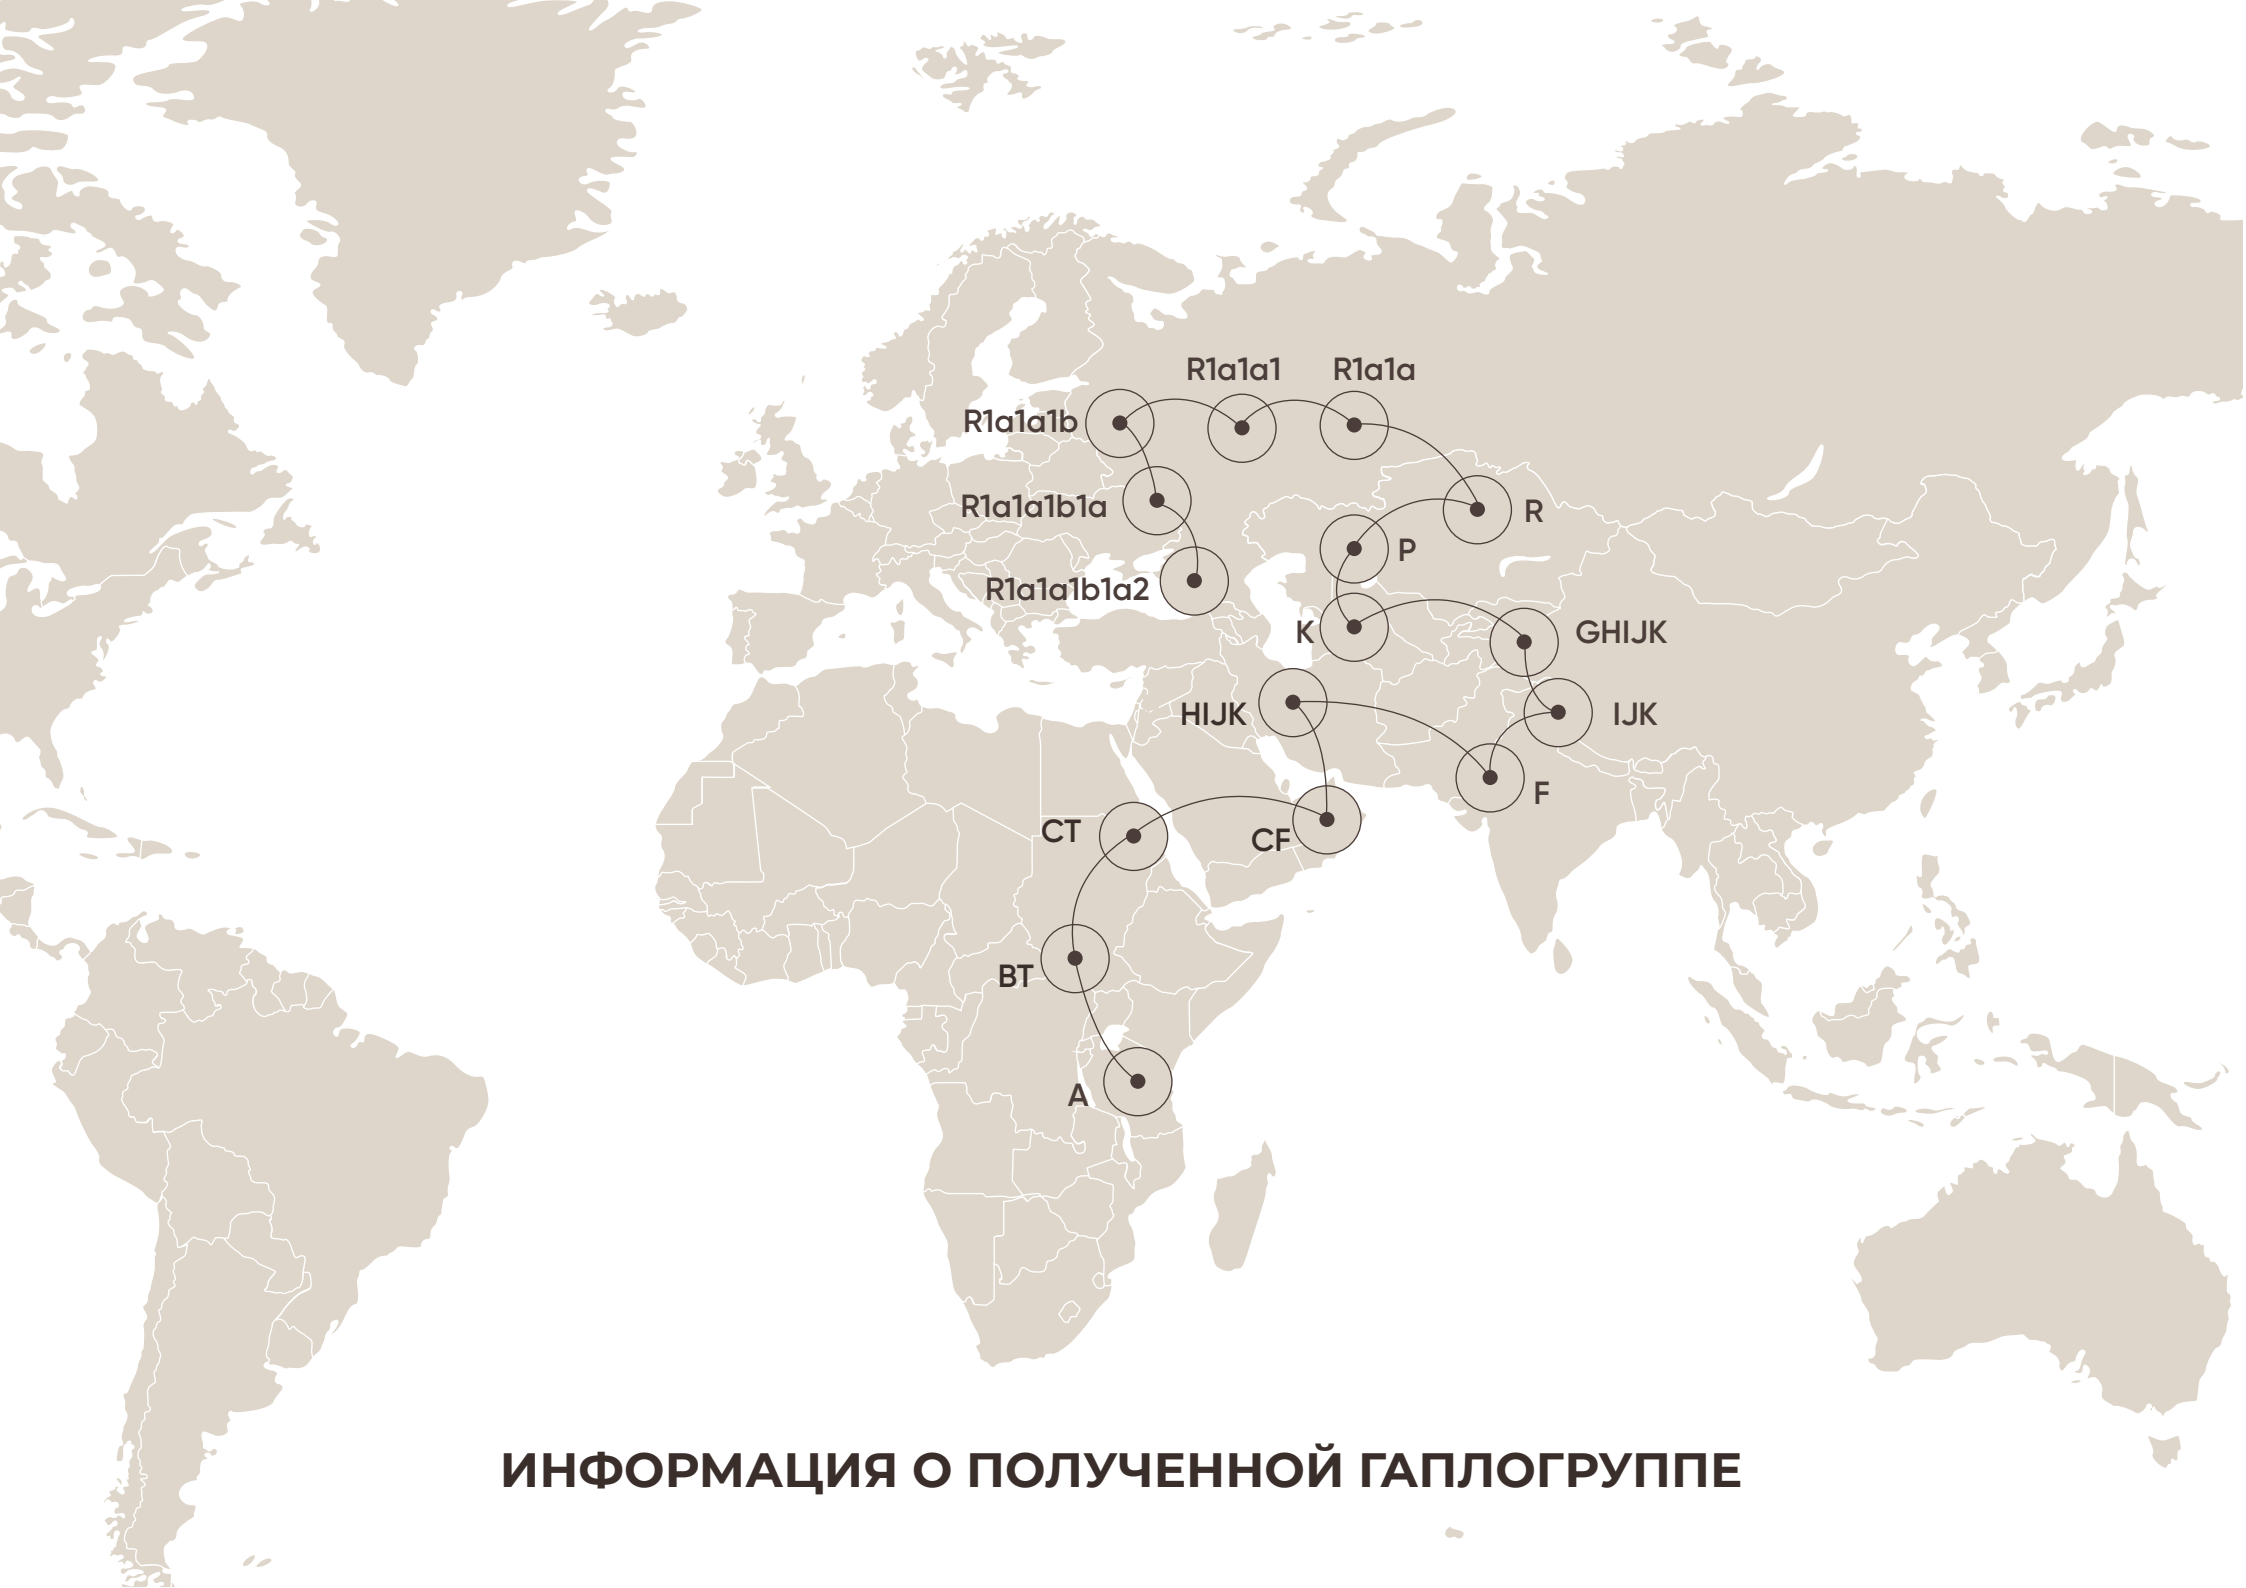 R1a1a1
R1a1a
R1a1a1b
R1a1a1b1a
R
P
R1a1a1b1a2
K
GHIJK
HIJK
IJK
F
CT
CF
BT
A
ИНФОРМАЦИЯ О ПОЛУЧЕННОЙ ГАПЛОГРУППЕ